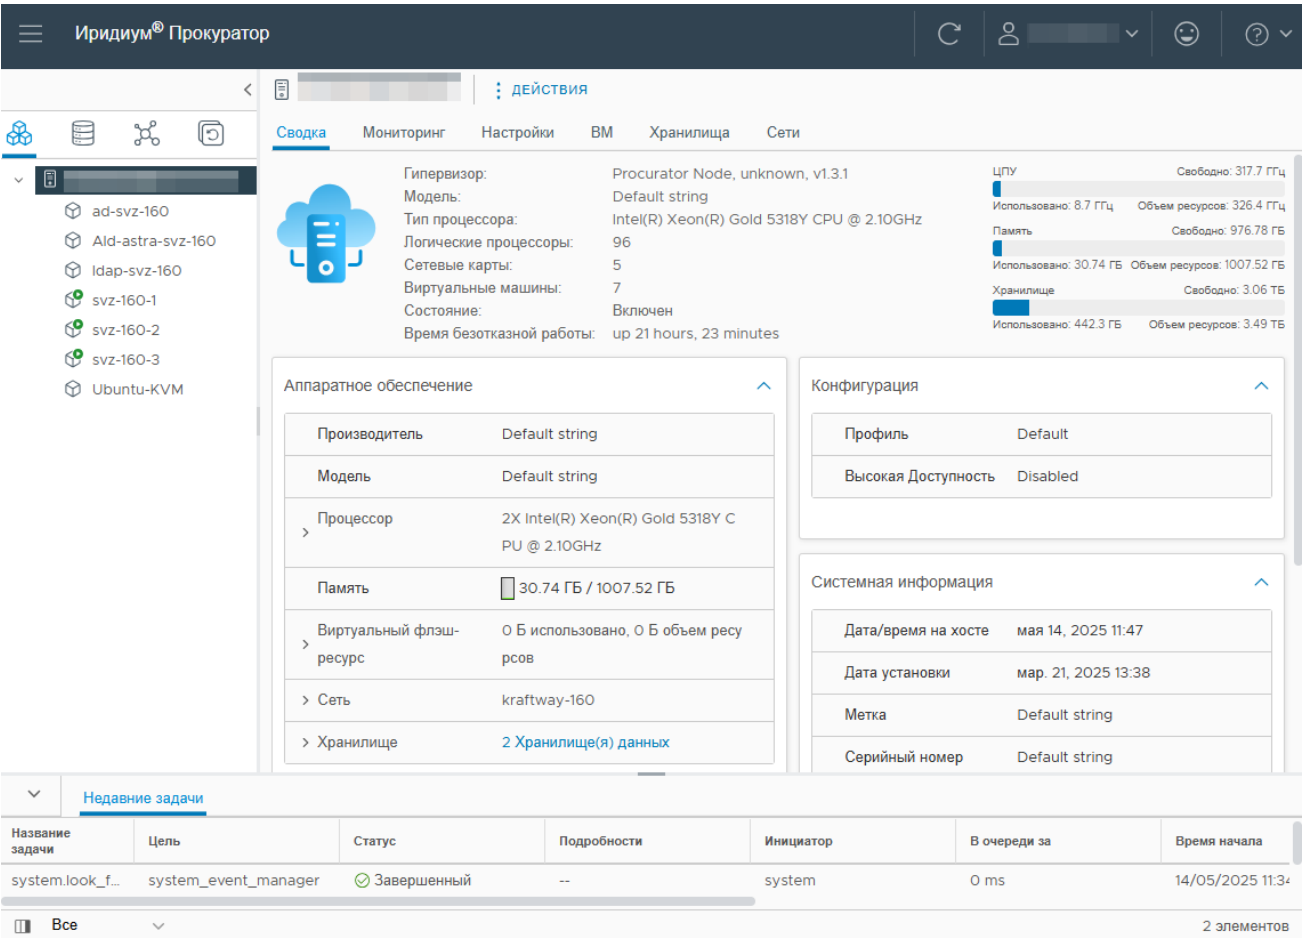 Иридиум® Прокуратор
ДЕЙСТВИЯ
Сводка Мониторинг Настройки ВМ Хранилища Сети
ad-svz-160
Ald-astra-svz-160
ldap-svz-160
svz-160-1
svz-160-2
svz-160-3
Ubuntu-KVM
Гипервизор: Procurator Node, unknown, v1.3.1
Модель: Default string
Тип процессора: Intel(R) Xeon(R) Gold 5318Y CPU @ 2.10GHz
Логические процессоры: 96
Сетевые карты: 5
Виртуальные машины: 7
Состояние: Включен
Время безотказной работы: up 21 hours, 23 minutes
ЦПУ Свободно: 317.7 ГГц
Использовано: 8.7 ГГц Объем ресурсов: 326.4 ГГц
Память Свободно: 976.78 ГБ
Использовано: 30.74 ГБ Объем ресурсов: 1007.52 ГБ
Хранилище Свободно: 3.06 ТБ
Использовано: 442.3 ГБ Объем ресурсов: 3.49 ТБ
Аппаратное обеспечение
Производитель Default string
Модель Default string
Процессор 2X Intel(R) Xeon(R) Gold 5318Y C
PU @ 2.10GHz
Память 30.74 ГБ / 1007.52 ГБ
Виртуальный флэш- 0 Б использовано, 0 Б объем ресу
ресурс рсов
Сеть kraftway-160
Хранилище 2 Хранилище(я) данных
Конфигурация
Профиль Default
Высокая Доступность Disabled
Системная информация
Дата/время на хосте мая 14, 2025 11:47
Дата установки мар. 21, 2025 13:38
Метка Default string
Серийный номер Default string
Недавние задачи
Название
задачи Цель Статус Подробности Инициатор В очереди за Время начала
system.look_f... system_event_manager Завершенный -- system 0 ms 14/05/2025 11:34
Все 2 элементов